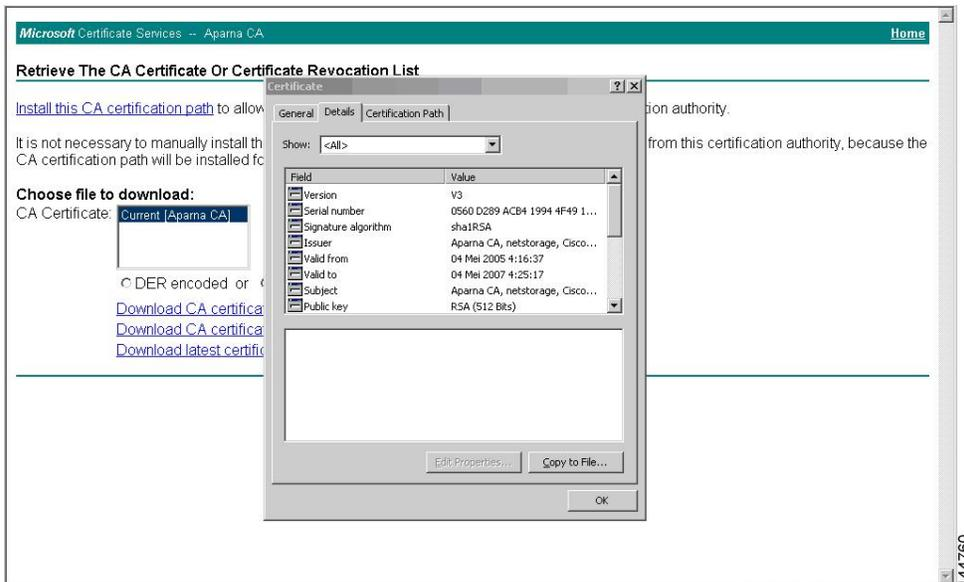 Microsoft Certificate Services -- Aparna CA Home
Retrieve The CA Certificate Or Certificate Revocation List
Install this CA certification path to allow
tion authority.
It is not necessary to manually install th
from this certification authority, because the
CA certification path will be installed fo
Choose file to download:
CA Certificate: Current [Aparna CA]
DER encoded or
Download CA certifica
Download CA certifica
Download latest certific
Certificate
General Details Certification Path
Show: <All>
Field Value
Version V3
Serial number 0560 D289 ACB4 1994 4F49 1...
Signature algorithm sha1RSA
Issuer Aparna CA, netstorage, Cisco...
Valid from 04 Mei 2005 4:16:37
Valid to 04 Mei 2007 4:25:17
Subject Aparna CA, netstorage, Cisco...
Public key RSA (512 Bits)
Edit Properties... Copy to File...
OK